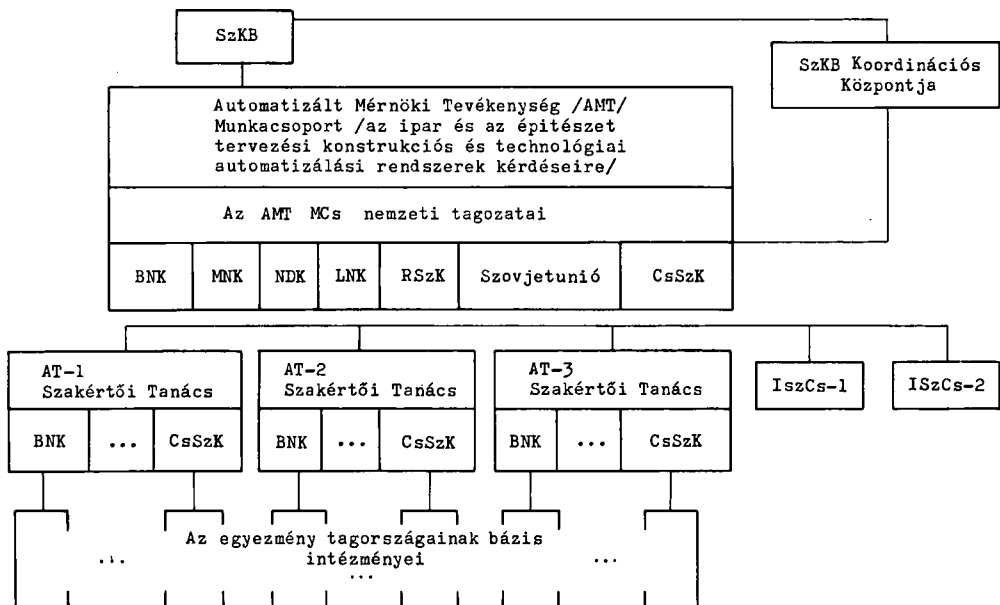 SzKB
SzKB Koordinációs
Központja
Automatizált Mérnöki Tevékenység /AMT/
Munkacsoport /az ipar és az épitészet
tervezési konstrukciós és technológiai
automatizálási rendszerek kérdéseire/
Az AMT MCs nemzeti tagozatai
BNK MNK NDK LNK RSzK Szovjetunió CsSzK
AT-1
Szakértői Tanács
BNK ... CsSzK
AT-2
Szakértői Tanács
BNK ... CsSzK
AT-3
Szakértői Tanács
BNK ... CsSzK
IszCs-1
ISzCs-2
Az egyezmény tagországainak bázis
intézményei
... ... ...